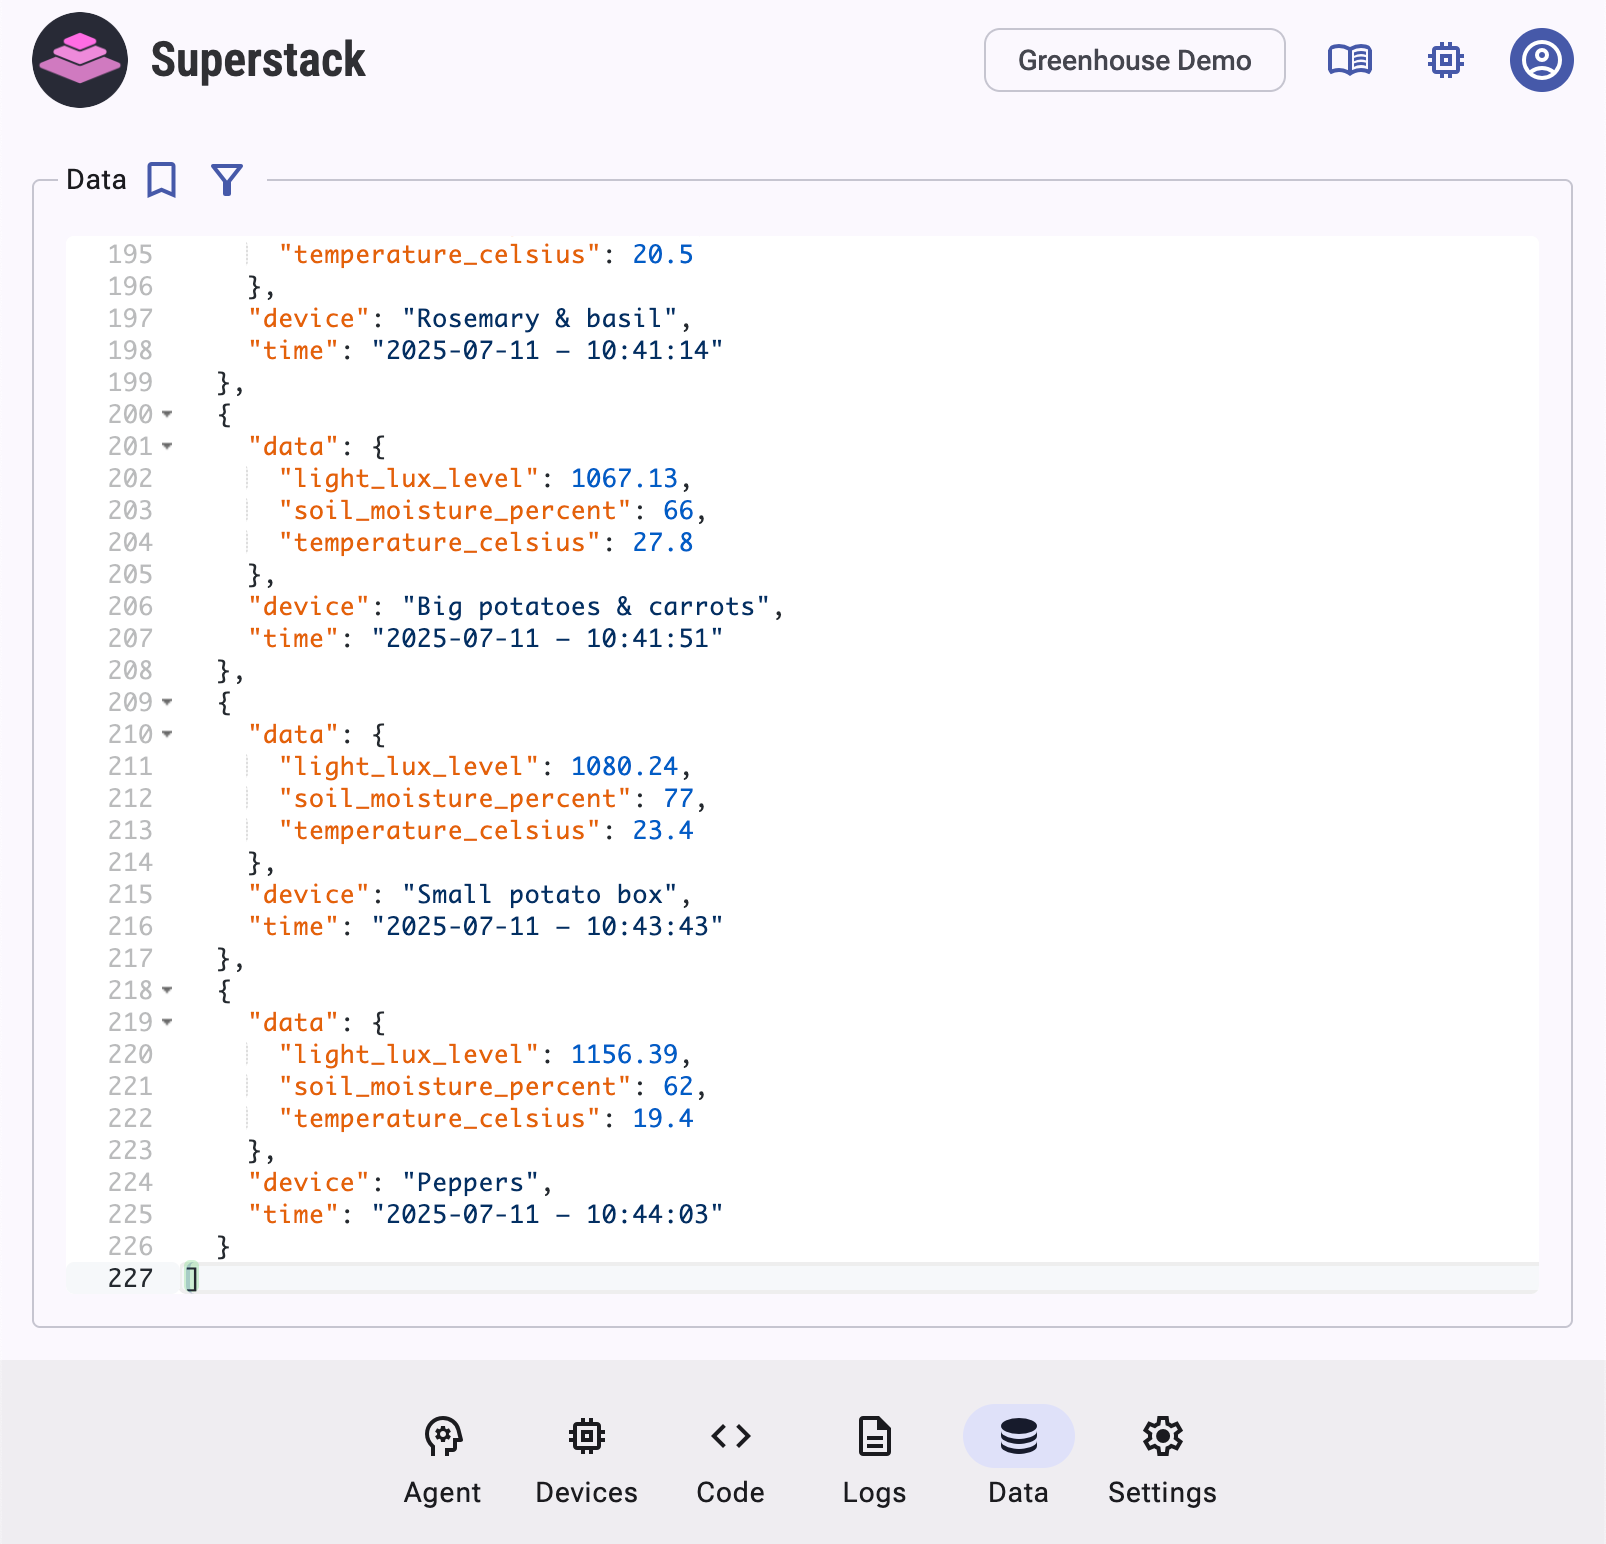 Superstack
Greenhouse Demo
Data
195 "temperature_celsius": 20.5
196 },
197 "device": "Rosemary & basil",
198 "time": "2025-07-11 – 10:41:14"
199 },
200 {
201 "data": {
202 "light_lux_level": 1067.13,
203 "soil_moisture_percent": 66,
204 "temperature_celsius": 27.8
205 },
206 "device": "Big potatoes & carrots",
207 "time": "2025-07-11 – 10:41:51"
208 },
209 {
210 "data": {
211 "light_lux_level": 1080.24,
212 "soil_moisture_percent": 77,
213 "temperature_celsius": 23.4
214 },
215 "device": "Small potato box",
216 "time": "2025-07-11 – 10:43:43"
217 },
218 {
219 "data": {
220 "light_lux_level": 1156.39,
221 "soil_moisture_percent": 62,
222 "temperature_celsius": 19.4
223 },
224 "device": "Peppers",
225 "time": "2025-07-11 – 10:44:03"
226 }
227 ]
Agent Devices Code Logs Data Settings